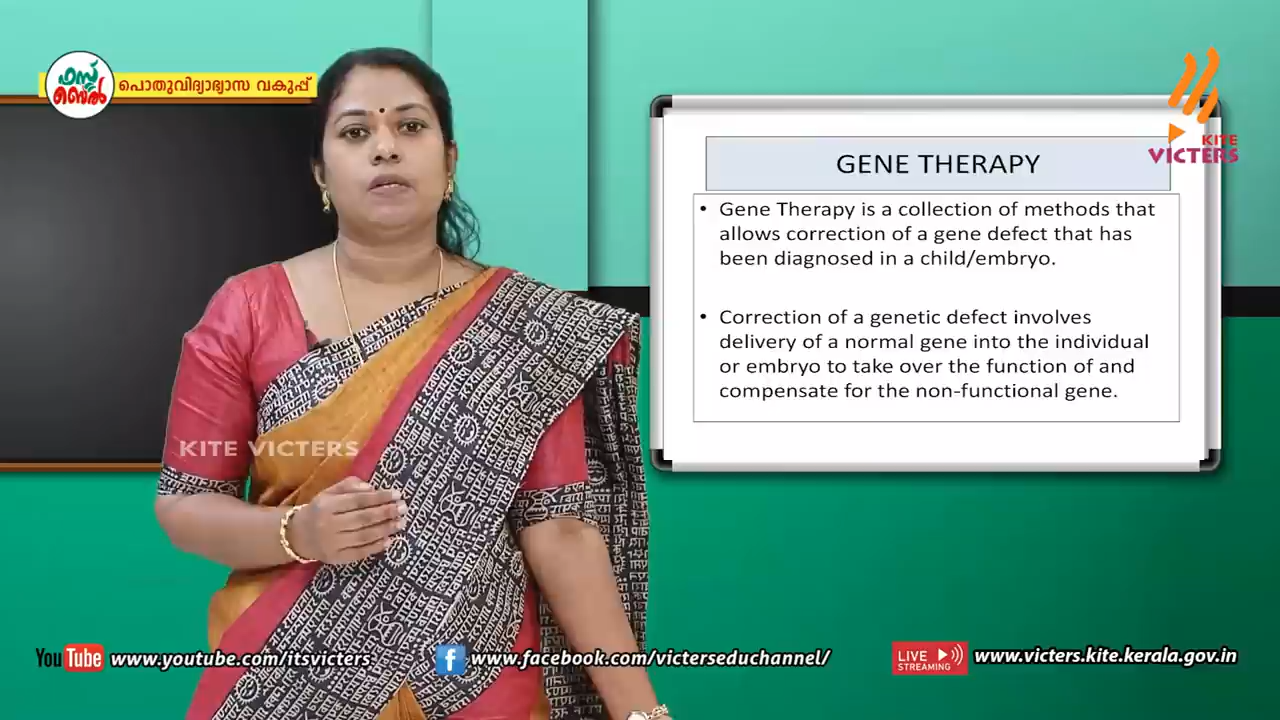 ഫസ്റ്റ്
ബെൽ
പൊതുവിദ്യാഭ്യാസ വകുപ്പ്
KITE
VICTERS
GENE THERAPY
• Gene Therapy is a collection of methods that
allows correction of a gene defect that has
been diagnosed in a child/embryo.
• Correction of a genetic defect involves
delivery of a normal gene into the individual
or embryo to take over the function of and
compensate for the non-functional gene.
KITE VICTERS
YouTube www.youtube.com/itsvicters
f www.facebook.com/victerseduchannel/
LIVE
STREAMING
www.victers.kite.kerala.gov.in